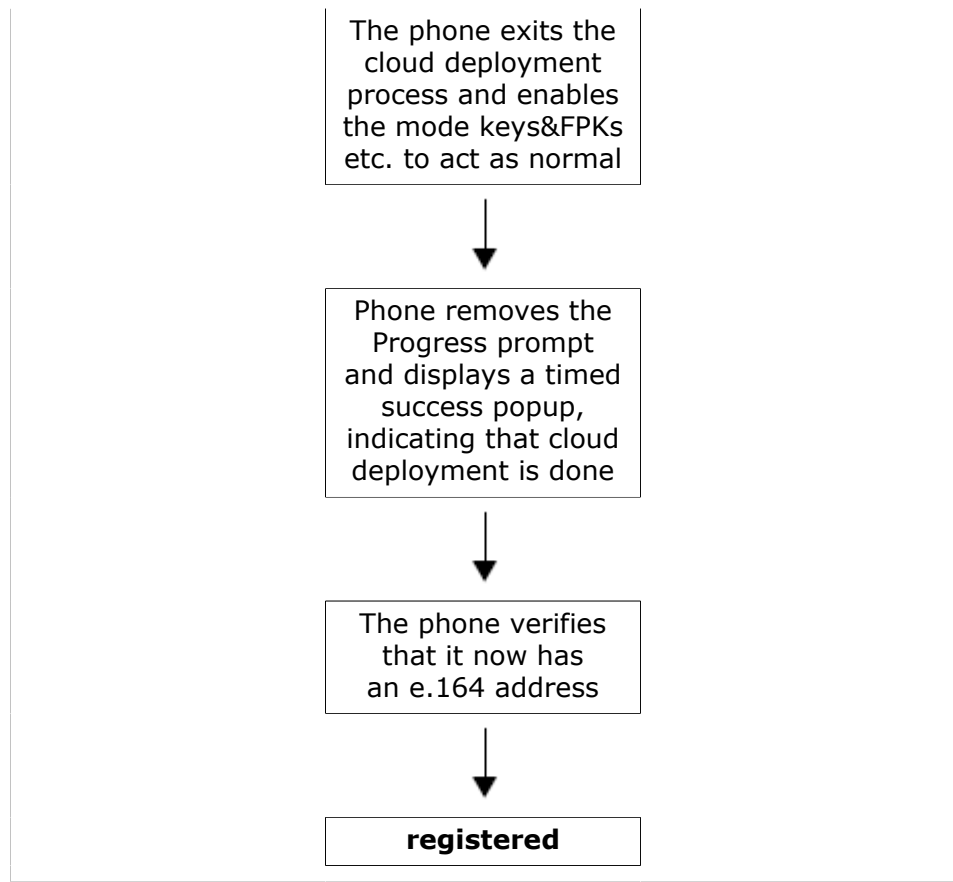 The phone exits the
cloud deployment
process and enables
the mode keys&FPKs
etc. to act as normal
Phone removes the
Progress prompt
and displays a timed
success popup,
indicating that cloud
deployment is done
The phone verifies
that it now has
an e.164 address
registered